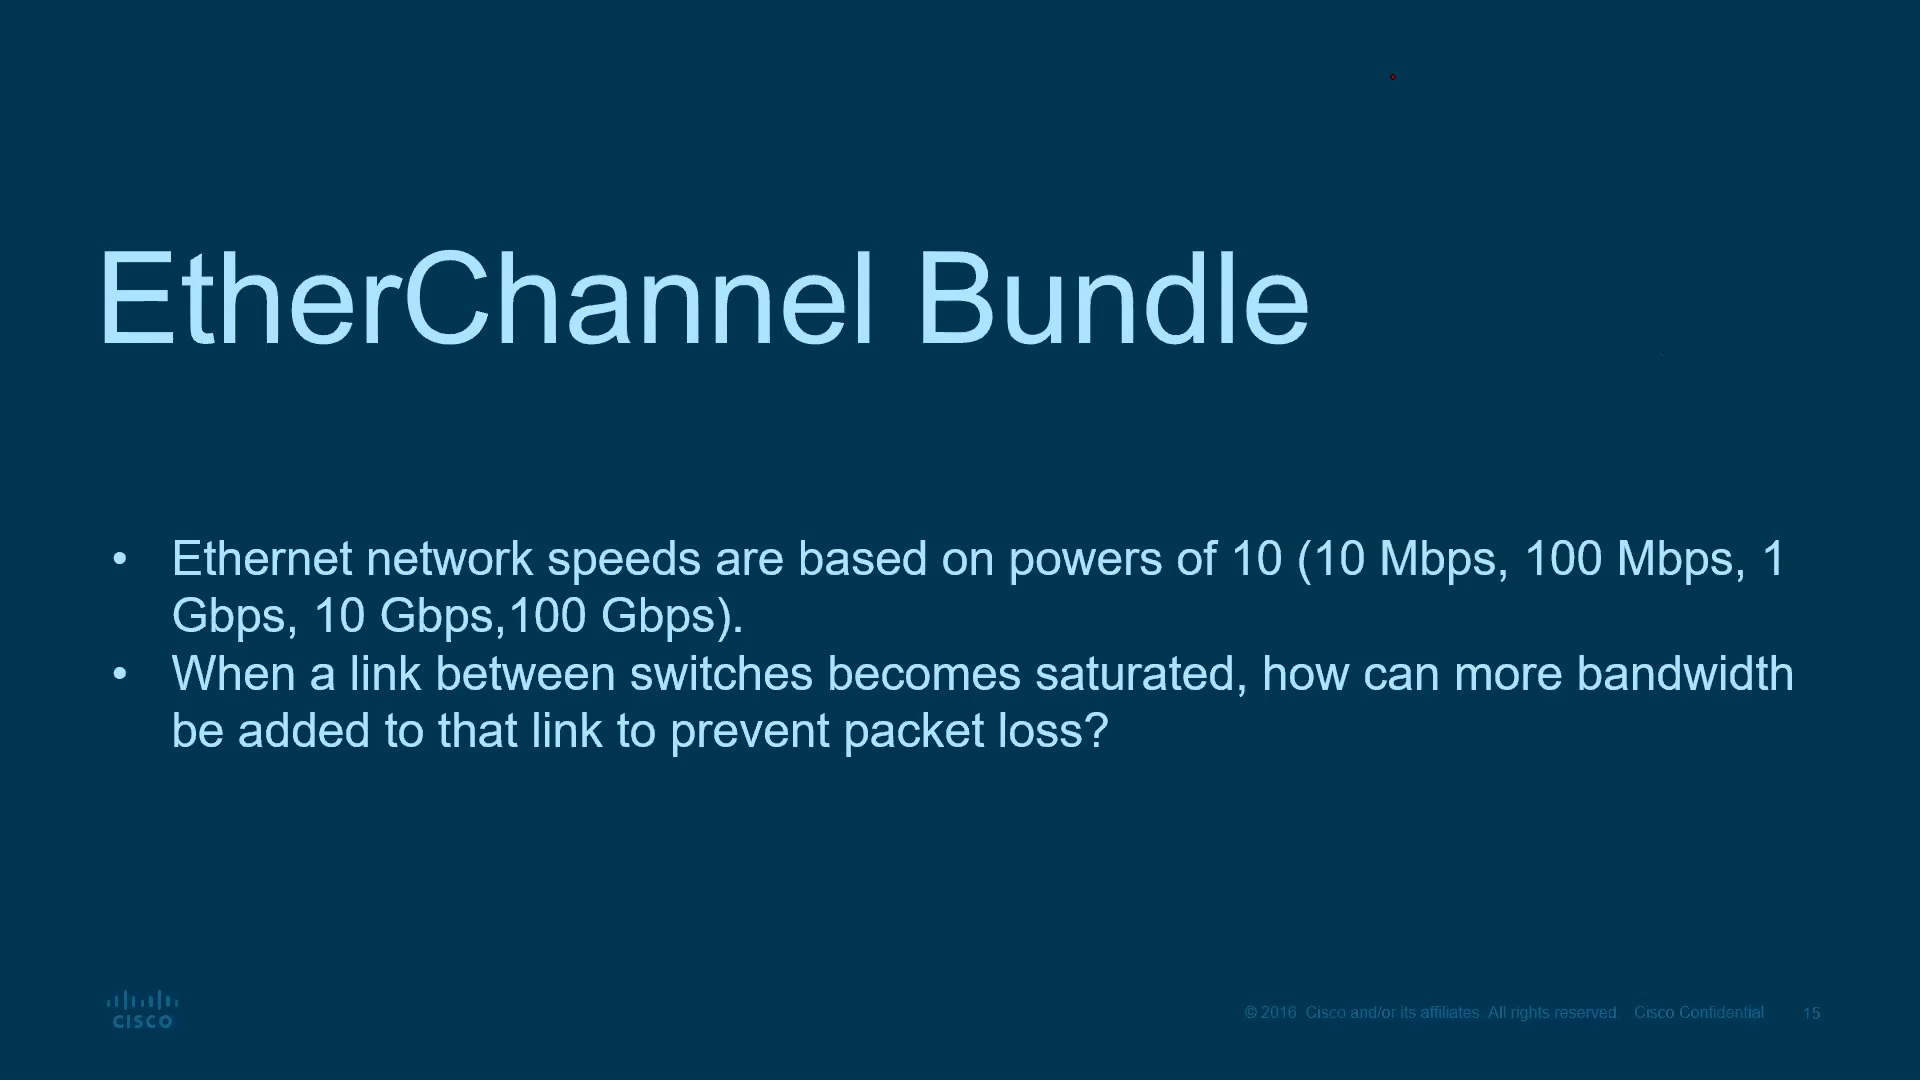 EtherChannel Bundle
• Ethernet network speeds are based on powers of 10 (10 Mbps, 100 Mbps, 1
Gbps, 10 Gbps,100 Gbps).
• When a link between switches becomes saturated, how can more bandwidth
be added to that link to prevent packet loss?
CISCO
© 2016 Cisco and/or its affiliates. All rights reserved. Cisco Confidential 15